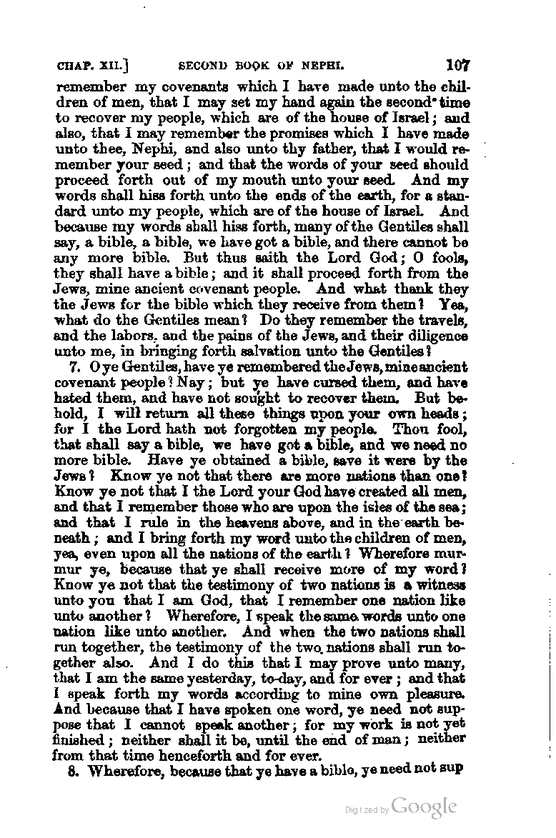 CHAP. XII.] SECOND BOOK OF NEPHI. 107
remember my covenants which I have made unto the chil-
dren of men, that I may set my hand again the second time
to recover my people, which are of the house of Israel; and
also, that I may remember the promises which I have made
unto thee, Nephi, and also unto thy father, that I would re-
member your seed; and that the words of your seed should
proceed forth out of my mouth unto your seed. And my
words shall hiss forth unto the ends of the earth, for a stan-
dard unto my people, which are of the house of Israel. And
because my words shall hiss forth, many of the Gentiles shall
say, a bible, a bible, we have got a bible, and there cannot be
any more bible. But thus saith the Lord God; O fools,
they shall have a bible; and it shall proceed forth from the
Jews, mine ancient covenant people. And what thank they
the Jews for the bible which they receive from them? Yea,
what do the Gentiles mean? Do they remember the travels,
and the labors, and the pains of the Jews, and their diligence
unto me, in bringing forth salvation unto the Gentiles?
7. O ye Gentiles, have ye remembered the Jews, mine ancient
covenant people? Nay; but ye have cursed them, and have
hated them, and have not sought to recover them. But be-
hold, I will return all these things upon your own heads;
for I the Lord hath not forgotten my people. Thou fool,
that shall say a bible, we have got a bible, and we need no
more bible. Have ye obtained a bible, save it were by the
Jews? Know ye not that there are more nations than one?
Know ye not that I the Lord your God have created all men,
and that I remember those who are upon the isles of the sea;
and that I rule in the heavens above, and in the earth be-
neath; and I bring forth my word unto the children of men,
yea, even upon all the nations of the earth? Wherefore mur-
mur ye, because that ye shall receive more of my word?
Know ye not that the testimony of two nations is a witness
unto you that I am God, that I remember one nation like
unto another? Wherefore, I speak the same words unto one
nation like unto another. And when the two nations shall
run together, the testimony of the two nations shall run to-
gether also. And I do this that I may prove unto many,
that I am the same yesterday, to-day, and for ever; and that
I speak forth my words according to mine own pleasure.
And because that I have spoken one word, ye need not sup-
pose that I cannot speak another; for my work is not yet
finished; neither shall it be, until the end of man; neither
from that time henceforth and for ever.
8. Wherefore, because that ye have a bible, ye need not sup
Digitized by Google